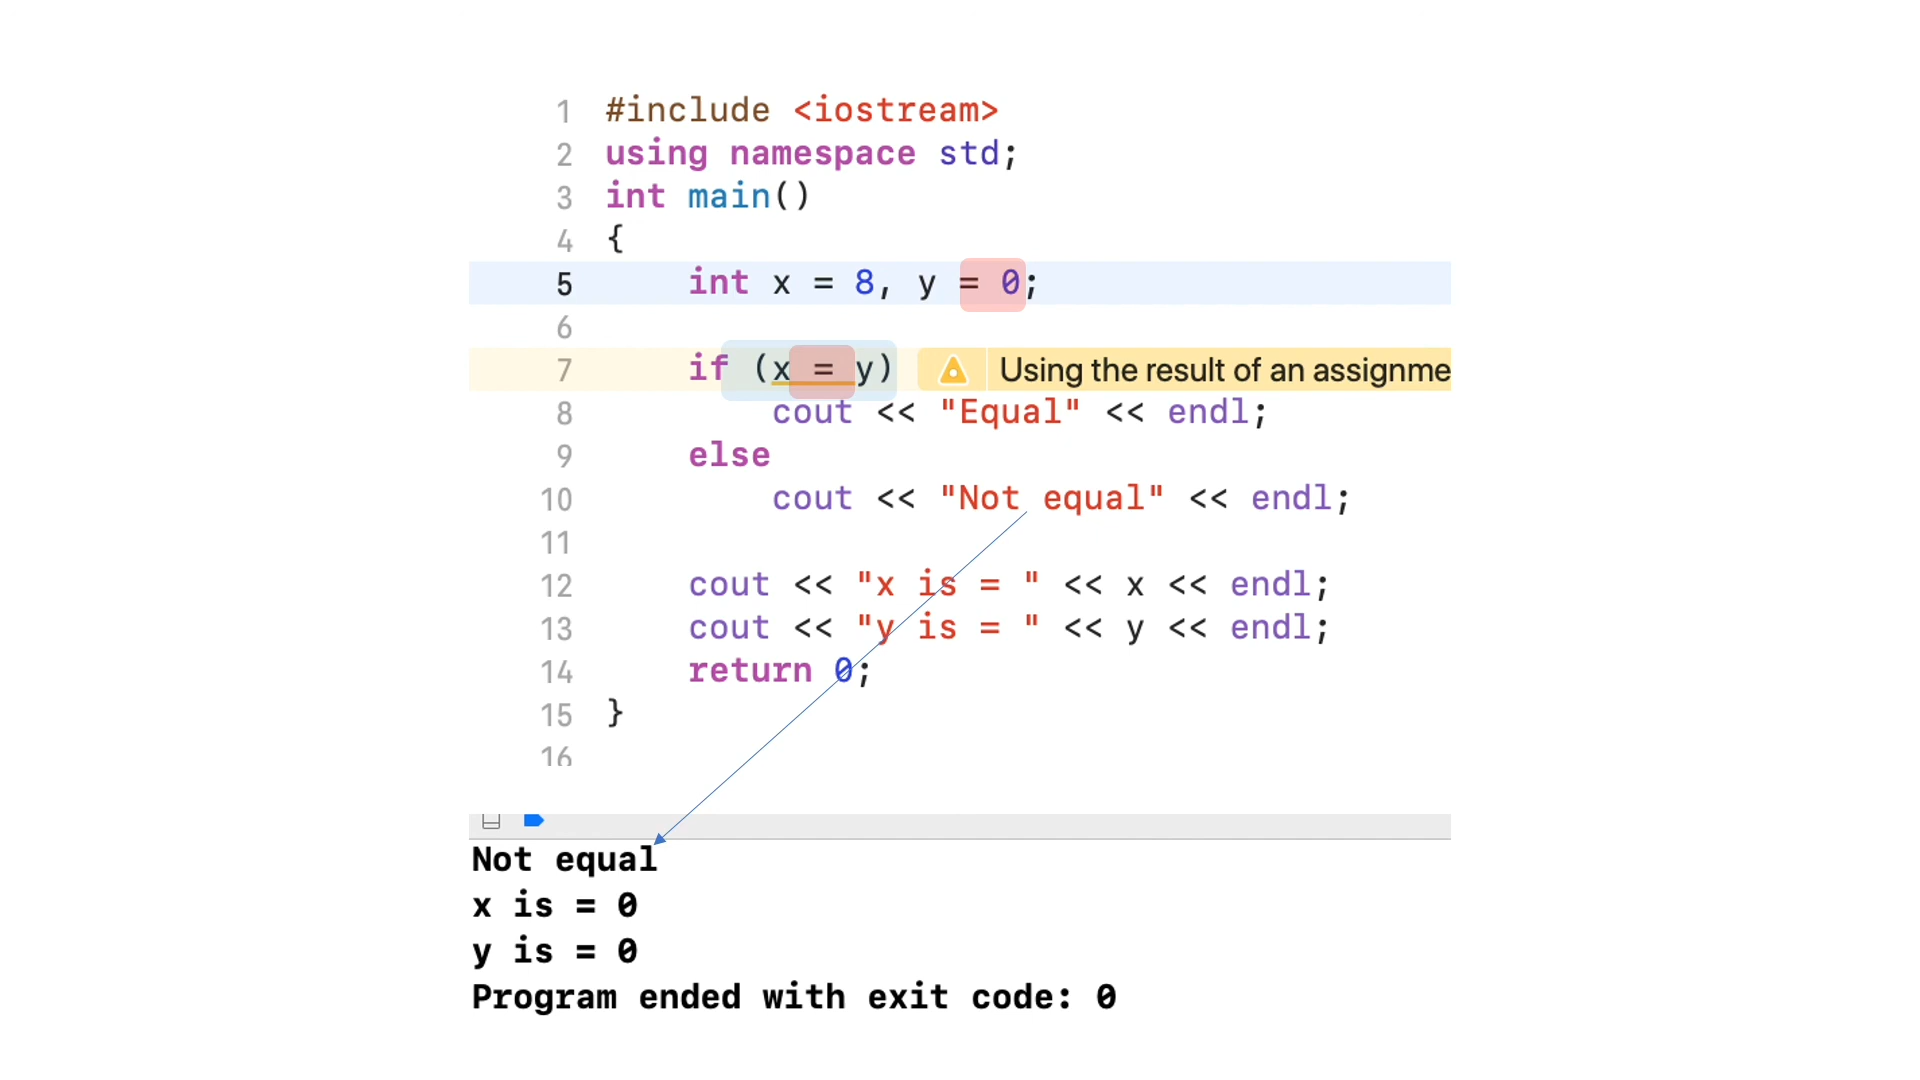 1 #include <iostream>
2 using namespace std;
3 int main()
4 {
5 int x = 8, y = 0;
6
7 if (x = y) Using the result of an assignme
8 cout << "Equal" << endl;
9 else
10 cout << "Not equal" << endl;
11
12 cout << "x is = " << x << endl;
13 cout << "y is = " << y << endl;
14 return 0;
15 }
16
Not equal
x is = 0
y is = 0
Program ended with exit code: 0